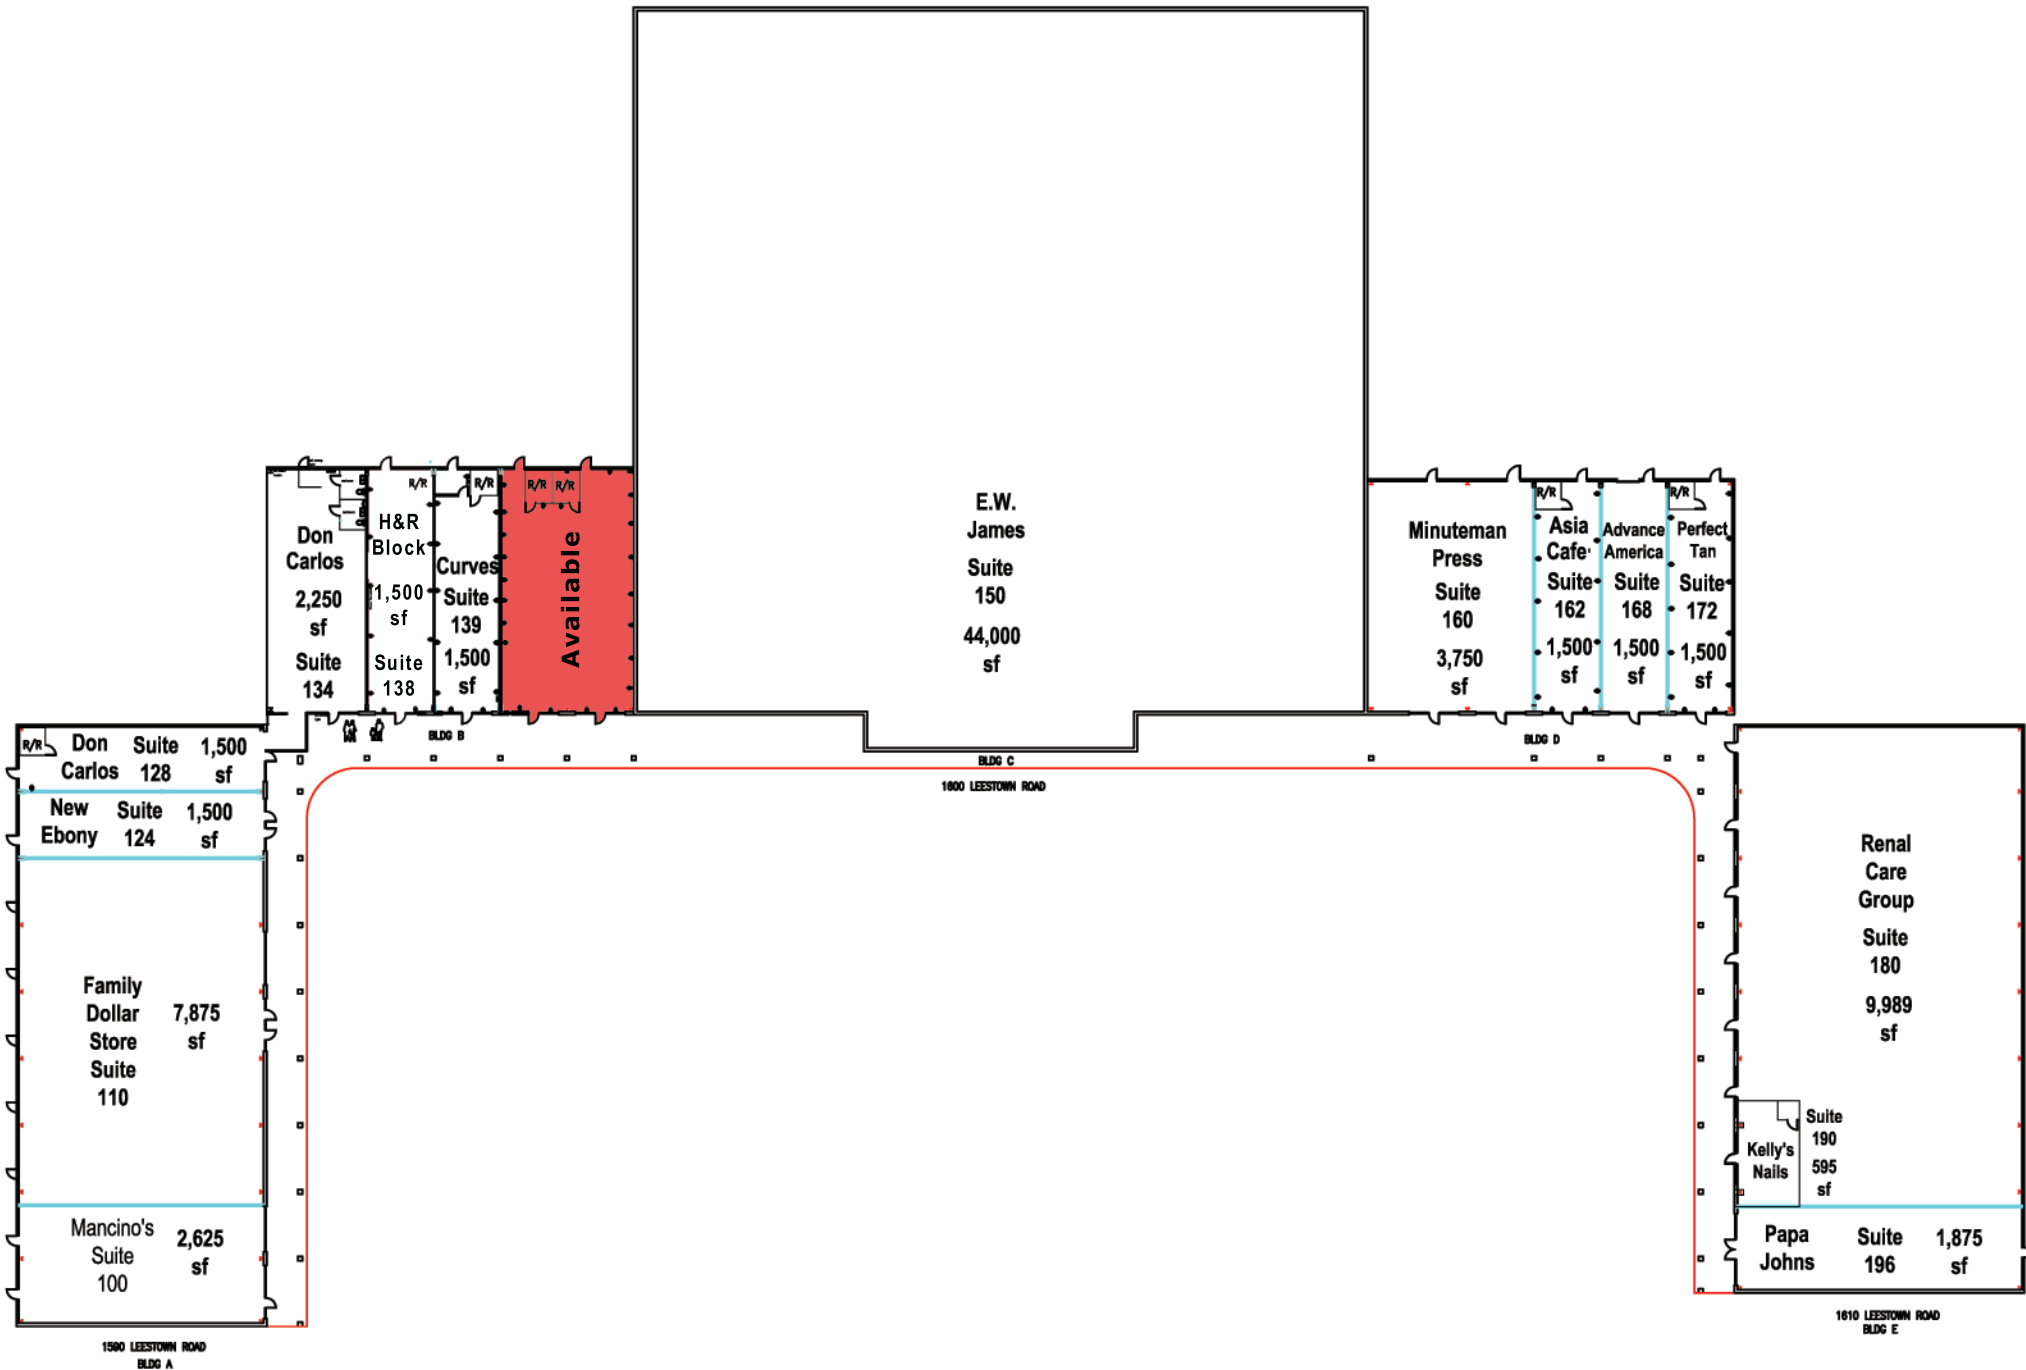 E.W.
James
Suite
150
44,000
sf
Don
Carlos
2,250
sf
Suite
134
R/R
H&R
Block
1,500
sf
Suite
138
R/R
Curves
Suite
139
1,500
sf
R/R
R/R
Available
Minuteman
Press
Suite
160
3,750
sf
R/R
Asia
Cafe'
Suite
162
1,500
sf
Advance
America
Suite
168
1,500
sf
R/R
Perfect
Tan
Suite
172
1,500
sf
BLDG B
BLDG C
1600 LEESTOWN ROAD
BLDG D
R/R
Don
Carlos
Suite
128
1,500
sf
New
Ebony
Suite
124
1,500
sf
Family
Dollar
Store
Suite
110
7,875
sf
Mancino's
Suite
100
2,625
sf
1590 LEESTOWN ROAD
BLDG A
Renal
Care
Group
Suite
180
9,989
sf
Kelly's
Nails
Suite
190
595
sf
Papa
Johns
Suite
196
1,875
sf
1610 LEESTOWN ROAD
BLDG E